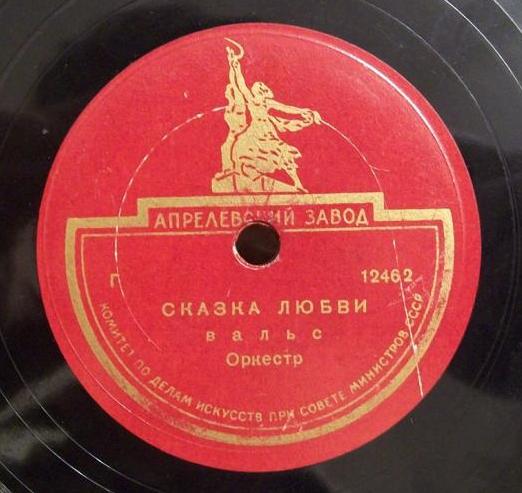 АПРЕЛЕВСКИЙ ЗАВОД
Г 12462
СКАЗКА ЛЮБВИ
вальс
Оркестр
КОМИТЕТ ПО ДЕЛАМ ИСКУССТВ ПРИ СОВЕТЕ МИНИСТРОВ СССР